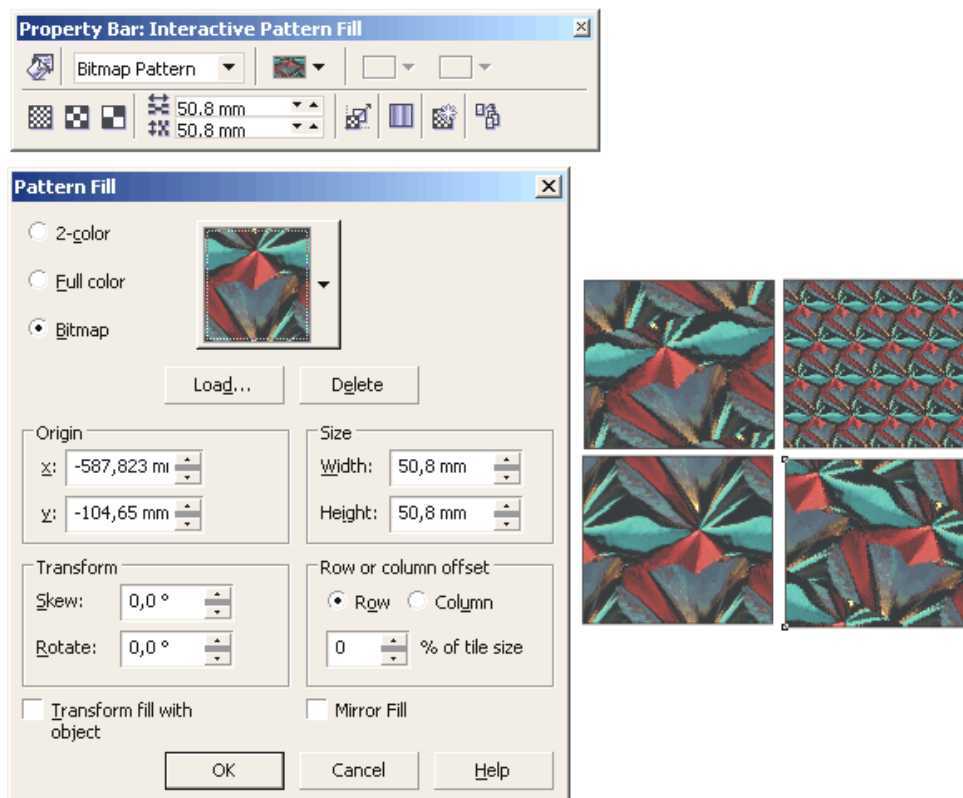 Property Bar: Interactive Pattern Fill
Bitmap Pattern
50,8 mm
50,8 mm
Pattern Fill
2-color
Full color
Bitmap
Load...
Delete
Origin
x: -587,823 m
y: -104,65 mm
Size
Width: 50,8 mm
Height: 50,8 mm
Transform
Skew: 0,0 °
Rotate: 0,0 °
Row or column offset
Row Column
0 % of tile size
Transform fill with
object
Mirror Fill
OK Cancel Help